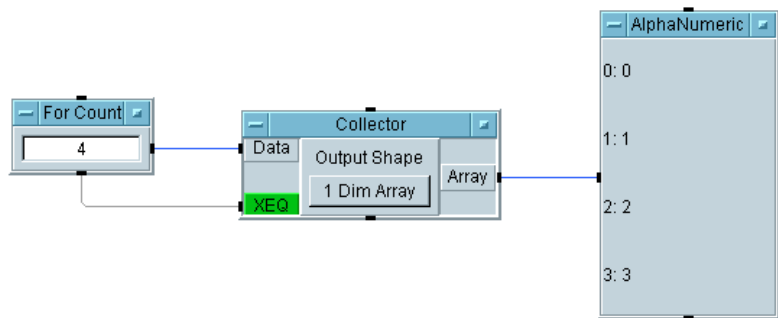 For Count
4
Collector
Data
Output Shape
1 Dim Array
Array
XEQ
AlphaNumeric
0: 0
1: 1
2: 2
3: 3